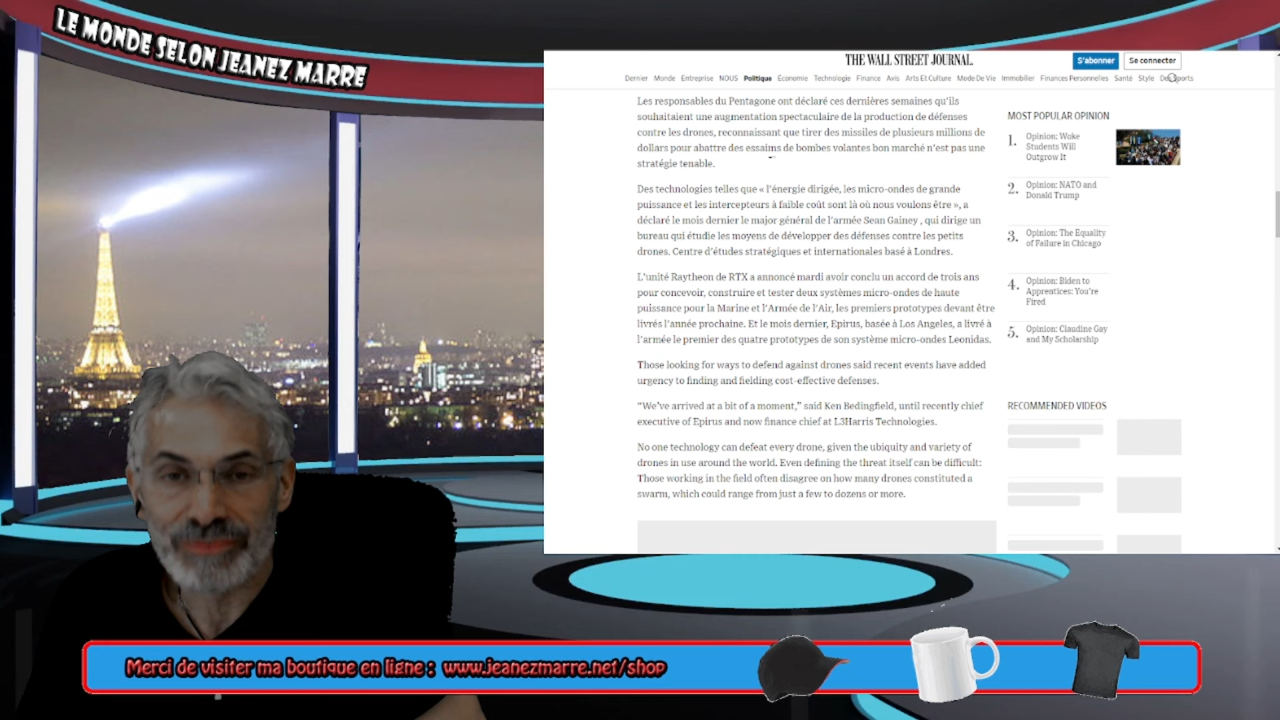 LE MONDE SELON JEANEZ MARRE
THE WALL STREET JOURNAL.
S'abonner
Se connecter
Dernier Monde Entreprise NOUS Politique Économie Technologie Finance Avis Arts Et Culture Mode De Vie Immobilier Finances Personnelles Santé Style Des sports
Les responsables du Pentagone ont déclaré ces dernières semaines qu'ils
souhaitaient une augmentation spectaculaire de la production de défenses
contre les drones, reconnaissant que tirer des missiles de plusieurs millions de
dollars pour abattre des essaims de bombes volantes bon marché n'est pas une
stratégie tenable.
Des technologies telles que « l'énergie dirigée, les micro-ondes de grande
puissance et les intercepteurs à faible coût sont là où nous voulons être », a
déclaré le mois dernier le major général de l'armée Sean Gainey , qui dirige un
bureau qui étudie les moyens de développer des défenses contre les petits
drones. Centre d'études stratégiques et internationales basé à Londres.
L'unité Raytheon de RTX a annoncé mardi avoir conclu un accord de trois ans
pour concevoir, construire et tester deux systèmes micro-ondes de haute
puissance pour la Marine et l'Armée de l'Air, les premiers prototypes devant être
livrés l'année prochaine. Et le mois dernier, Epirus, basée à Los Angeles, a livré à
l'armée le premier des quatre prototypes de son système micro-ondes Leonidas.
Those looking for ways to defend against drones said recent events have added
urgency to finding and fielding cost-effective defenses.
“We've arrived at a bit of a moment,” said Ken Bedingfield, until recently chief
executive of Epirus and now finance chief at L3Harris Technologies.
No one technology can defeat every drone, given the ubiquity and variety of
drones in use around the world. Even defining the threat itself can be difficult:
Those working in the field often disagree on how many drones constituted a
swarm, which could range from just a few to dozens or more.
MOST POPULAR OPINION
1. Opinion: Woke
Students Will
Outgrow It
2. Opinion: NATO and
Donald Trump
3. Opinion: The Equality
of Failure in Chicago
4. Opinion: Biden to
Apprentices: You're
Fired
5. Opinion: Claudine Gay
and My Scholarship
RECOMMENDED VIDEOS
Merci de visiter ma boutique en ligne : www.jeanezmarre.net/shop